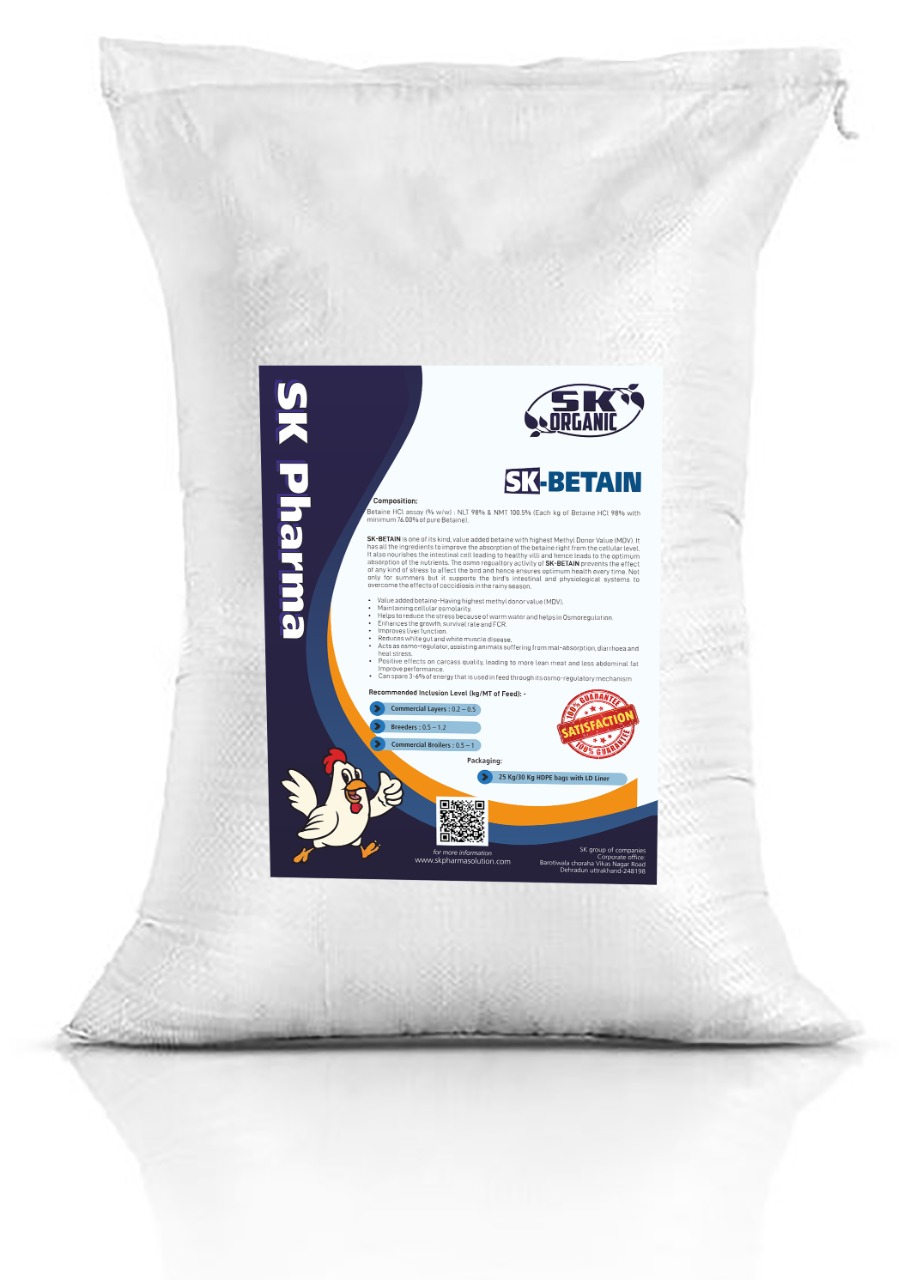 SK Pharma
SK
ORGANIC
SK-BETAIN
Composition:
Betaine HCl assay (% w/w) : NLT 98% & NMT 100.5% (Each kg of Betaine HCl 98% with
minimum 76.00% of pure Betaine).
SK-BETAIN is one of its kind, value added betaine with highest Methyl Donor Value (MDV). It
has all the ingredients to improve the absorption of the betaine right from the cellular level.
It also nourishes the intestinal cell leading to healthy villi and hence leads to the optimum
absorption of the nutrients. The osmo regualtory activity of SK-BETAIN prevents the effect
of any kind of stress to affect the bird and hence ensures optimum health every time. Not
only for summers but it supports the bird's intestinal and physiological systems to
overcome the effects of coccidiosis in the rainy season.
• Value added betaine-Having highest methyl donor value (MDV).
• Maintaining cellular osmolarity.
• Helps to reduce the stress because of warm water and helps in Osmoregulation.
• Enhances the growth, survival rate and FCR.
• Improves liver function.
• Reduces white gut and white muscle disease.
• Acts as osmo-regulator, assisting animals suffering from mal-absorption, diarrhoea and
heat stress.
• Positive effects on carcass quality, leading to more lean meat and less abdominal fat
Improve performance.
• Can spare 3-6% of energy that is used in feed through its osmo-regulatory mechanism
Recommended Inclusion Level (kg/MT of Feed): -
Commercial Layers : 0.2 – 0.5
Breeders : 0.5 – 1.2
Commercial Broilers : 0.5 – 1
100% GUARANTEE
SATISFACTION
100% GUARANTEE
Packaging:
25 Kg/30 Kg HDPE bags with LD Liner
for more information
www.skpharmasolution.com
SK group of companies
Corporate office:
Barotiwala choraha Vikas Nagar Road
Dehradun uttrakhand-248198